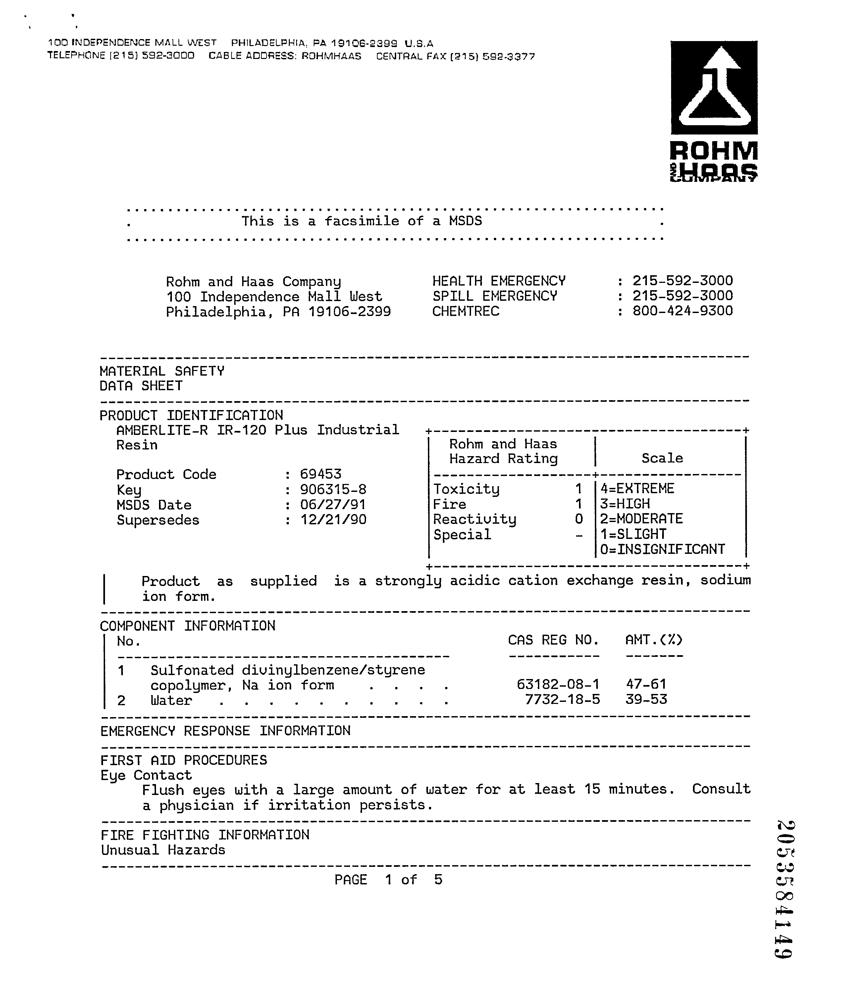 100 INDEPENDENCE MALL WEST PHILADELPHIA, PA 19106-2399 U.S.A
TELEPHONE (215) 592-3000 CABLE ADDRESS: ROHMHAAS CENTRAL FAX (215) 592-3377
ROHM
AND HAAS
COMPANY
................................................................
. This is a facsimile of a MSDS .
................................................................
Rohm and Haas Company HEALTH EMERGENCY : 215-592-3000
100 Independence Mall West SPILL EMERGENCY : 215-592-3000
Philadelphia, PA 19106-2399 CHEMTREC : 800-424-9300
MATERIAL SAFETY
DATA SHEET
PRODUCT IDENTIFICATION
AMBERLITE-R IR-120 Plus Industrial
Resin
Rohm and Haas
Hazard Rating Scale
Product Code : 69453
Key : 906315-8
MSDS Date : 06/27/91
Supersedes : 12/21/90
Toxicity 1 4=EXTREME
Fire 1 3=HIGH
Reactivity 0 2=MODERATE
Special - 1=SLIGHT
0=INSIGNIFICANT
Product as supplied is a strongly acidic cation exchange resin, sodium
ion form.
COMPONENT INFORMATION
No. CAS REG NO. AMT.(%)
1 Sulfonated divinylbenzene/styrene
copolymer, Na ion form . . . . 63182-08-1 47-61
2 Water . . . . . . . . . . 7732-18-5 39-53
EMERGENCY RESPONSE INFORMATION
FIRST AID PROCEDURES
Eye Contact
Flush eyes with a large amount of water for at least 15 minutes. Consult
a physician if irritation persists.
FIRE FIGHTING INFORMATION
Unusual Hazards
PAGE 1 of 5
2053584149